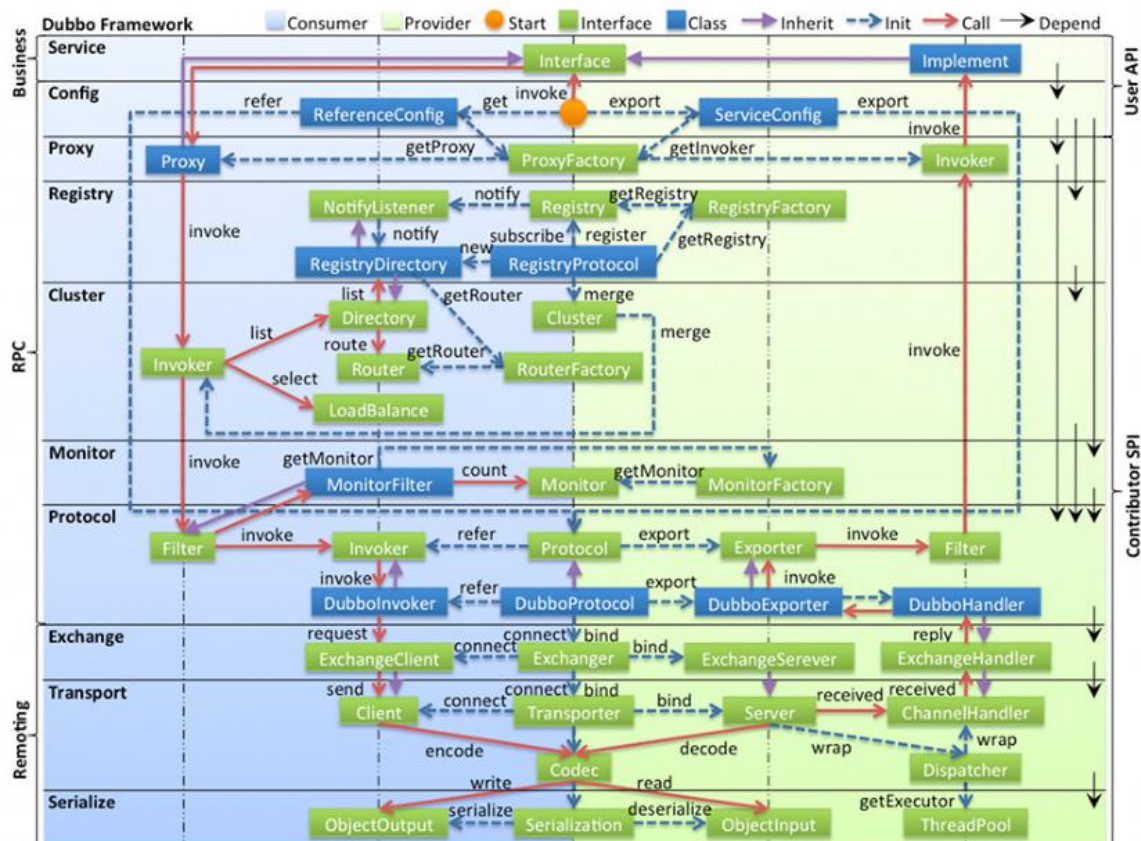 Dubbo Framework Consumer Provider Start Interface Class Inherit Init Call Depend
Business
Service
Interface
Implement
User API
Config
refer
ReferenceConfig
get
invoke
export
ServiceConfig
export
Proxy
Proxy
getProxy
ProxyFactory
getInvoker
invoke
Invoker
RPC
Registry
NotifyListener
notify
Registry
getRegistry
RegistryFactory
invoke
notify
subscribe
register
getRegistry
RegistryDirectory
new
RegistryProtocol
Cluster
list
getRouter
merge
Directory
Cluster
list
merge
route
getRouter
invoke
Invoker
Router
RouterFactory
select
LoadBalance
Contributor SPI
Monitor
invoke
getMonitor
MonitorFilter
count
Monitor
getMonitor
MonitorFactory
Protocol
Filter
invoke
Invoker
refer
Protocol
export
Exporter
invoke
Filter
invoke
refer
export
invoke
DubboInvoker
DubboProtocol
DubboExporter
DubboHandler
Remoting
Exchange
request
connect
bind
reply
ExchangeClient
connect
Exchanger
bind
ExchangeSerever
ExchangeHandler
Transport
send
connect
bind
received
received
Client
connect
Transporter
bind
Server
ChannelHandler
encode
decode
wrap
wrap
Codec
Dispatcher
Serialize
write
read
getExecutor
ObjectOutput
serialize
Serialization
deserialize
ObjectInput
ThreadPool